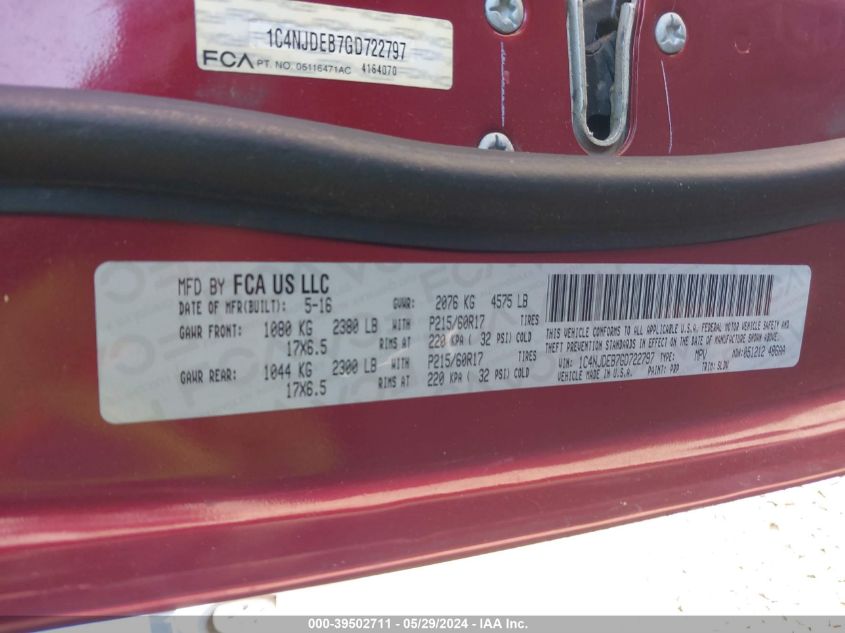 1C4NJDEB7GD722797
FCA PT. NO. 05116471AC 4164070
MFD BY FCA US LLC
DATE OF MFR(BUILT): 5-16 GVWR: 2076 KG 4575 LB
GAWR FRONT: 1080 KG 2380 LB WITH P215/60R17 TIRES
17X6.5 RIMS AT 220 KPA ( 32 PSI) COLD
GAWR REAR: 1044 KG 2300 LB WITH P215/60R17 TIRES
17X6.5 RIMS AT 220 KPA ( 32 PSI) COLD
THIS VEHICLE CONFORMS TO ALL APPLICABLE U.S.A. FEDERAL MOTOR VEHICLE SAFETY AND
THEFT PREVENTION STANDARDS IN EFFECT ON THE DATE OF MANUFACTURE SHOWN ABOVE.
VIN: 1C4NJDEB7GD722797 TYPE: MPV MDH: 051212 486AA
VEHICLE MADE IN U.S.A. PAINT: PRP TRIM: SLDV
000-39502711 - 05/29/2024 - IAA Inc.